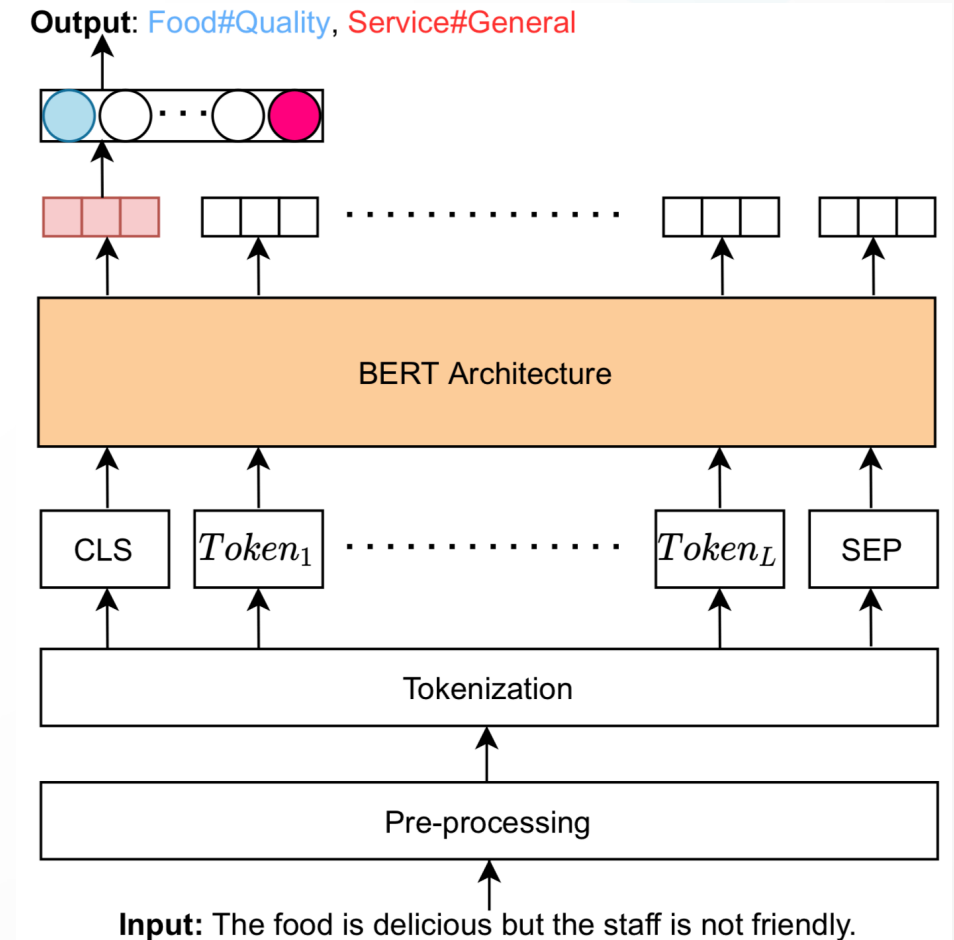 Output: Food#Quality, Service#General
BERT Architecture
CLS Token₁ Token_L SEP
Tokenization
Pre-processing
Input: The food is delicious but the staff is not friendly.